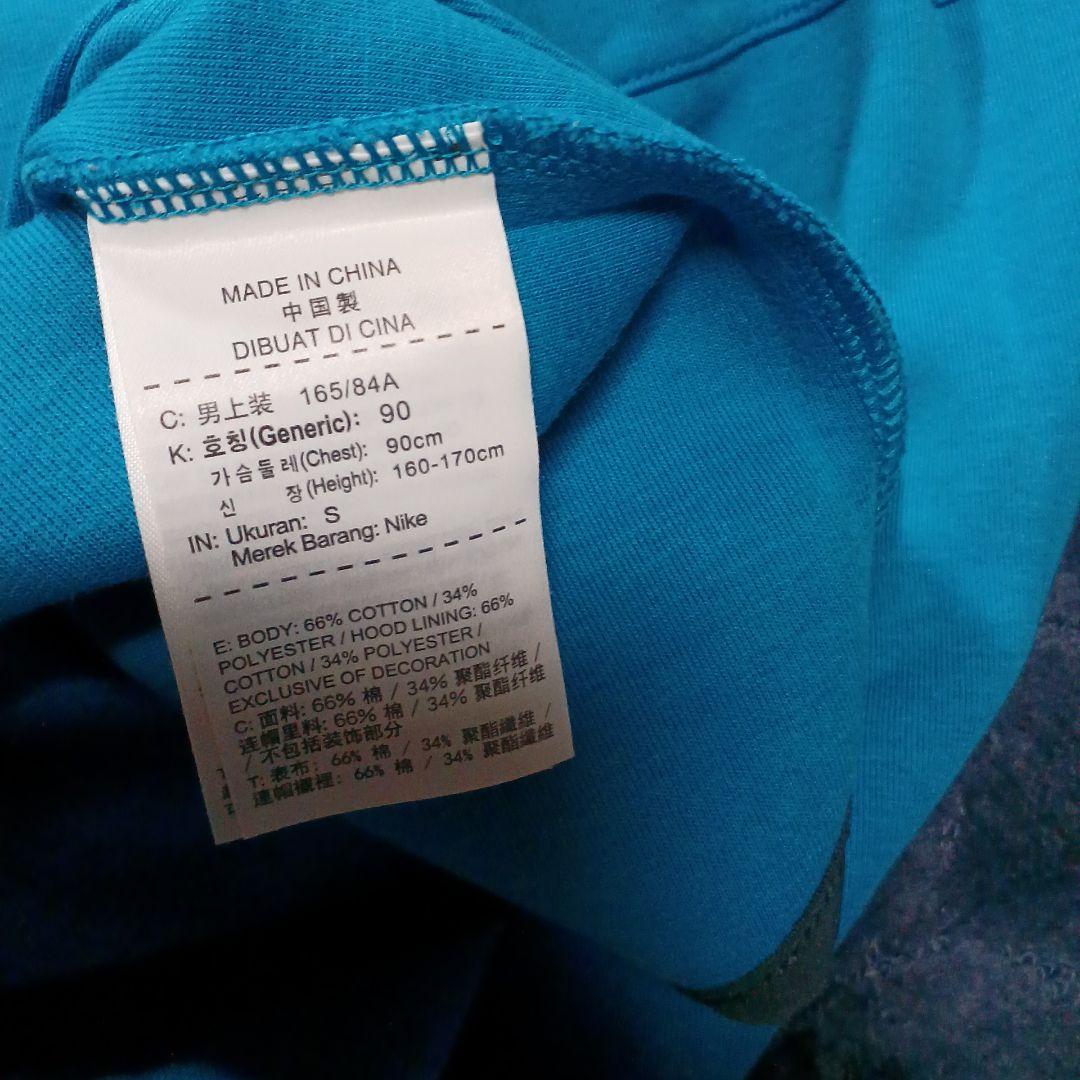 MADE IN CHINA
中国製
DIBUAT DI CINA
C: 男上装 165/84A
K: 호칭(Generic): 90
가슴둘레(Chest): 90cm
신 장(Height): 160-170cm
IN: Ukuran: S
Merek Barang: Nike
E: BODY: 66% COTTON / 34%
POLYESTER / HOOD LINING: 66%
COTTON / 34% POLYESTER /
EXCLUSIVE OF DECORATION
C: 面料: 66% 棉 / 34% 聚酯纤维 /
连帽里料: 66% 棉 / 34% 聚酯纤维
/ 不包括装饰部分
T: 表布: 66% 棉 / 34% 聚酯纖維 /
連帽襯裡: 66% 棉 / 34% 聚酯纖維